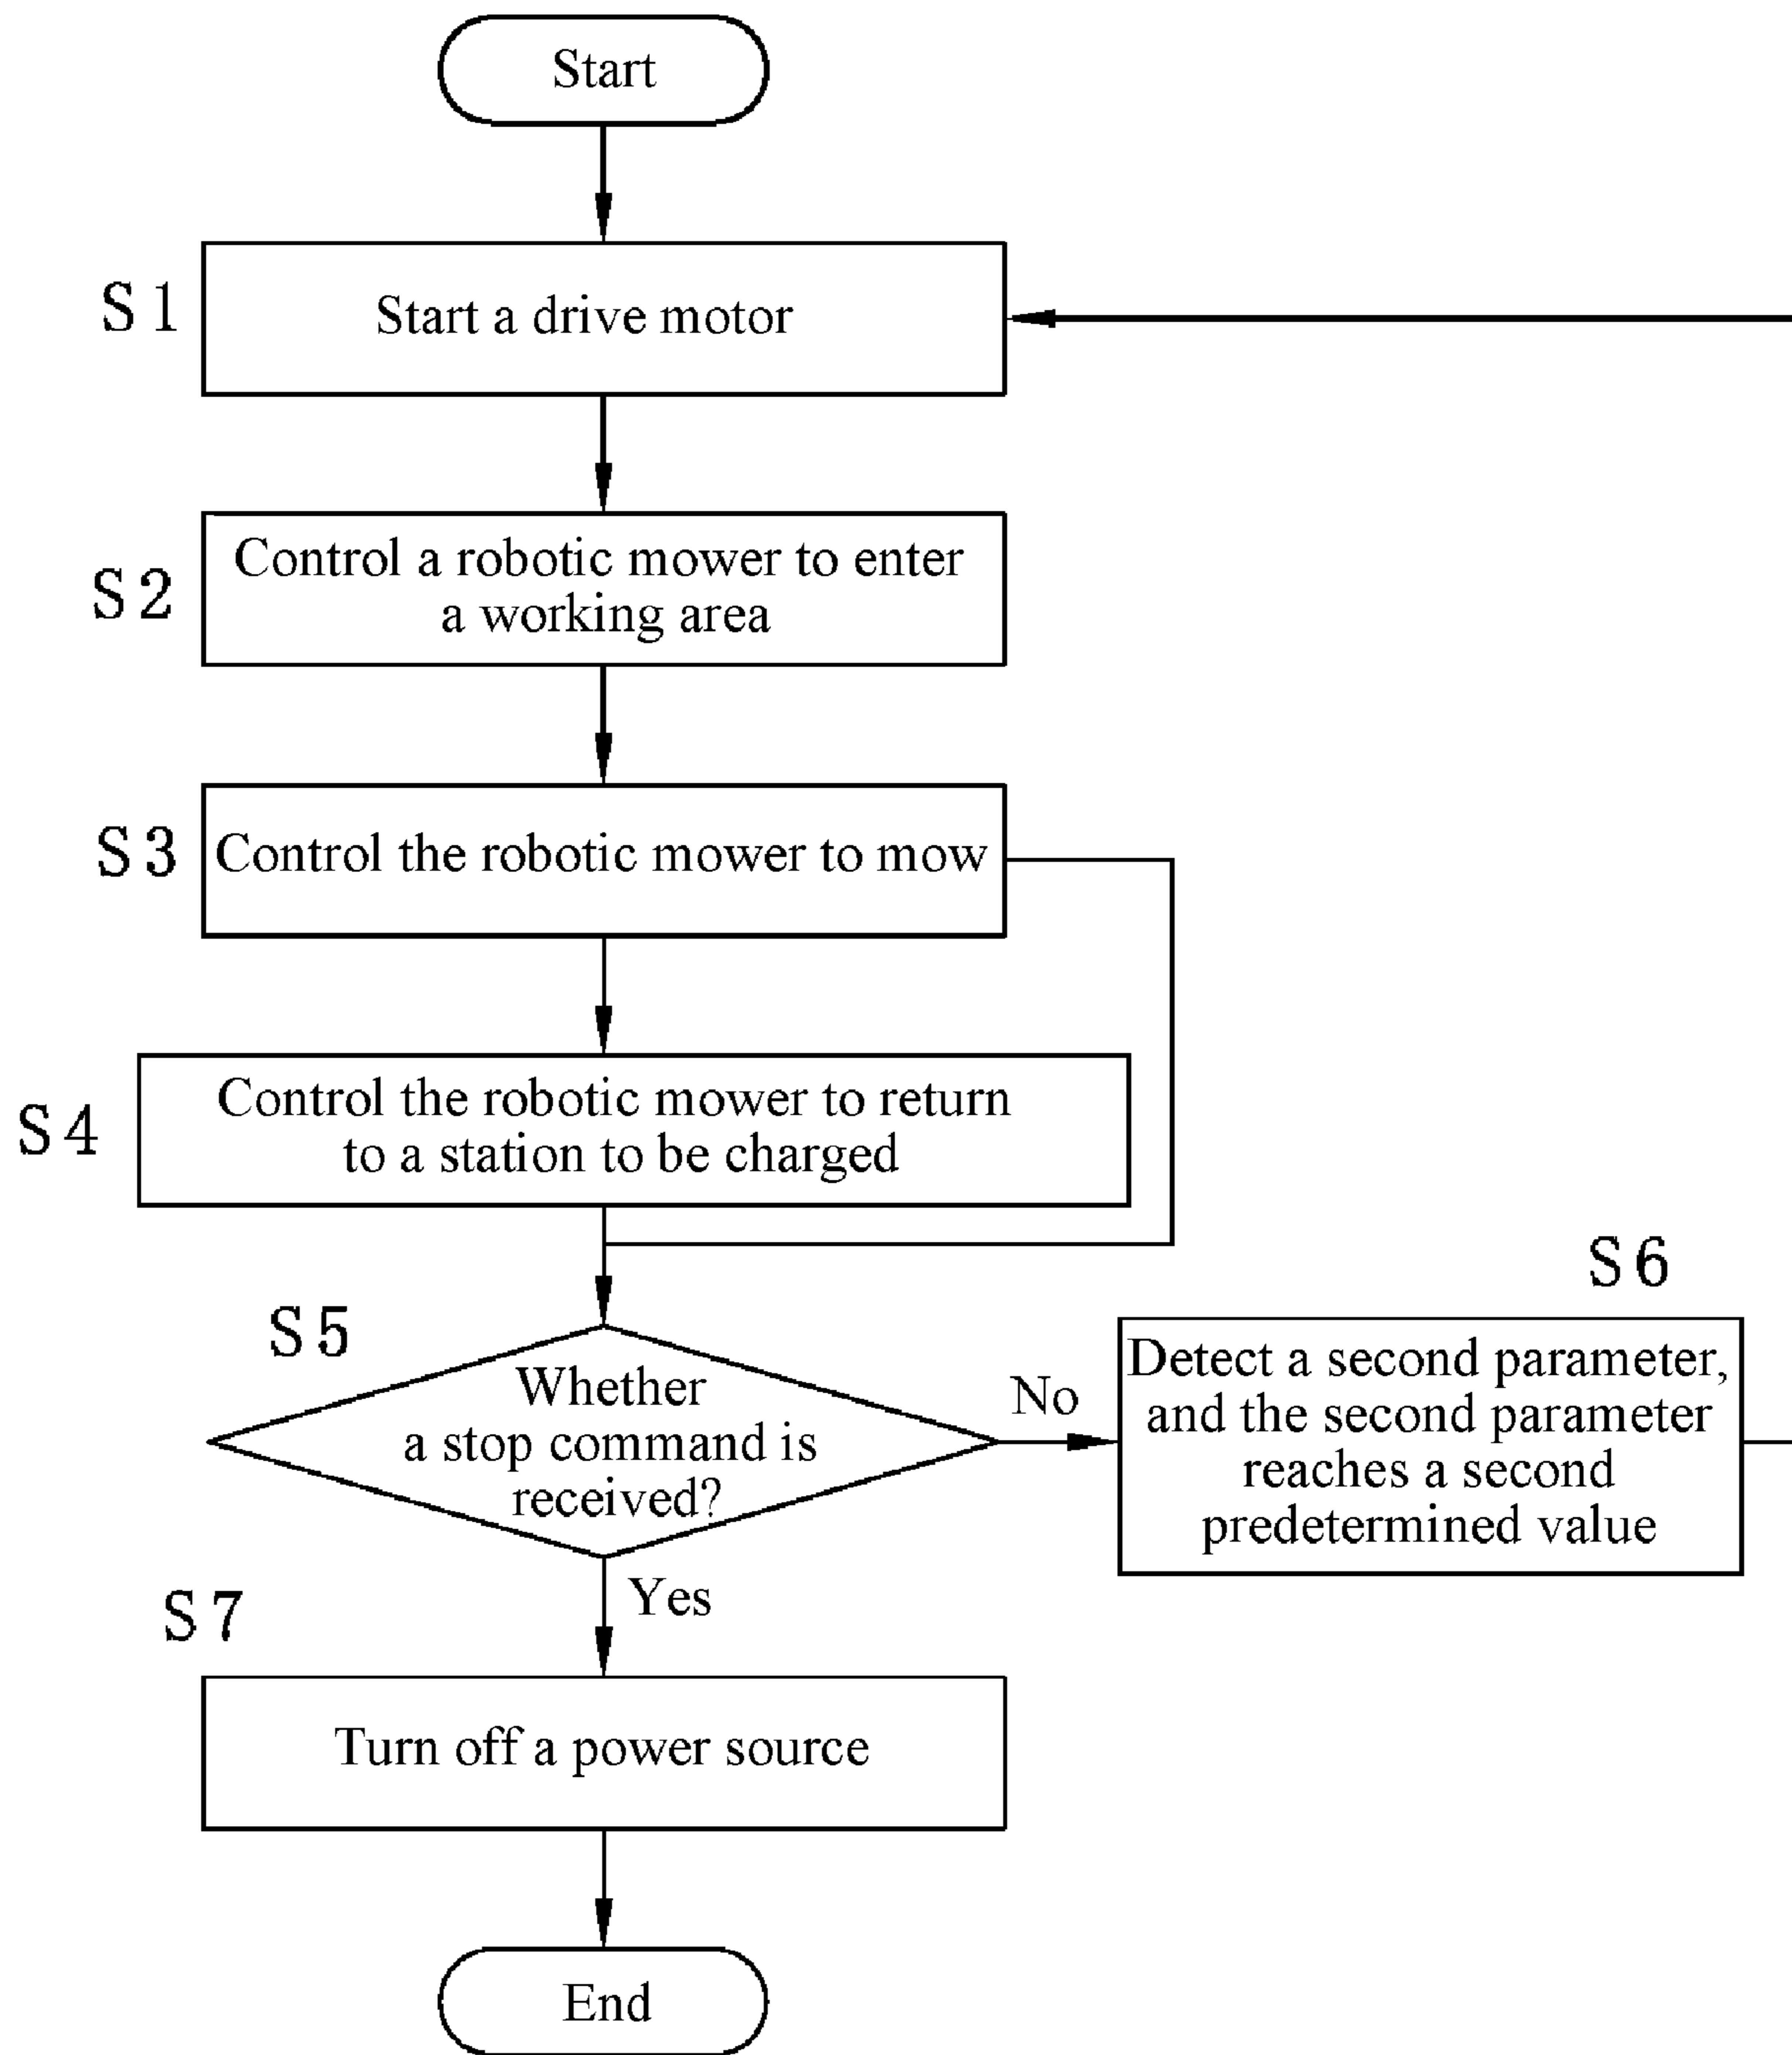 Start
S1
Start a drive motor
S2
Control a robotic mower to enter
a working area
S3
Control the robotic mower to mow
S4
Control the robotic mower to return
to a station to be charged
S5
Whether
a stop command is
received?
No
S6
Detect a second parameter,
and the second parameter
reaches a second
predetermined value
Yes
S7
Turn off a power source
End